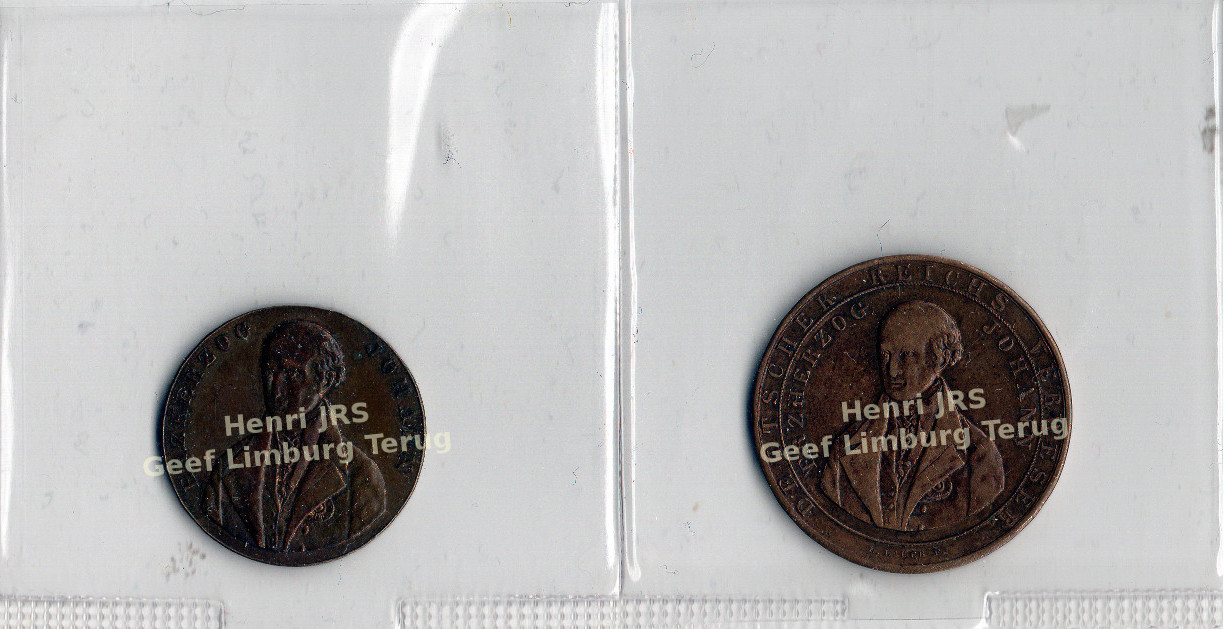 ERZHERZOG JOHANN
Henri JRS
Geef Limburg Terug
DEUTSCHER REICHS VERWESER
ERZHERZOG JOHANN
Henri JRS
Geef Limburg Terug